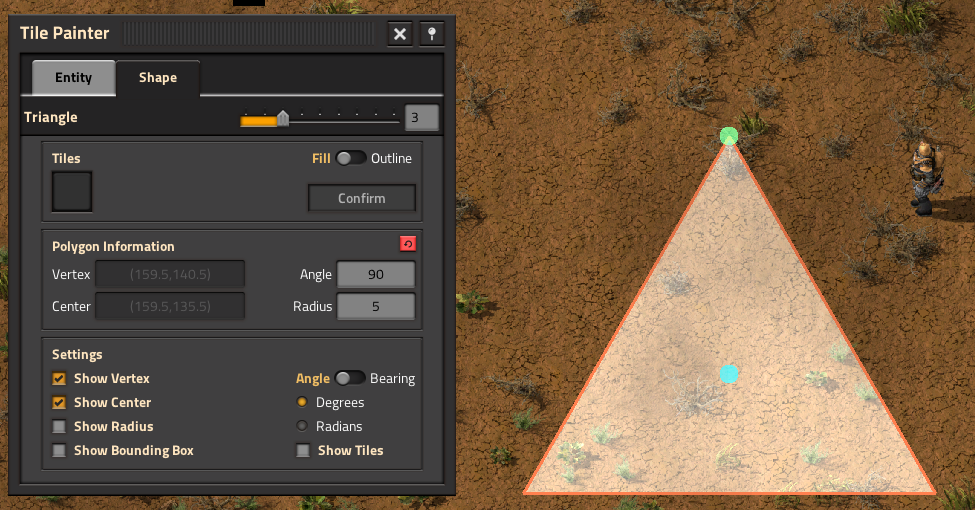 Tile Painter
Entity Shape
Triangle 3
Tiles Fill Outline
Confirm
Polygon Information
Vertex (159.5,140.5) Angle 90
Center (159.5,135.5) Radius 5
Settings
Show Vertex Angle Bearing
Show Center Degrees
Show Radius Radians
Show Bounding Box Show Tiles